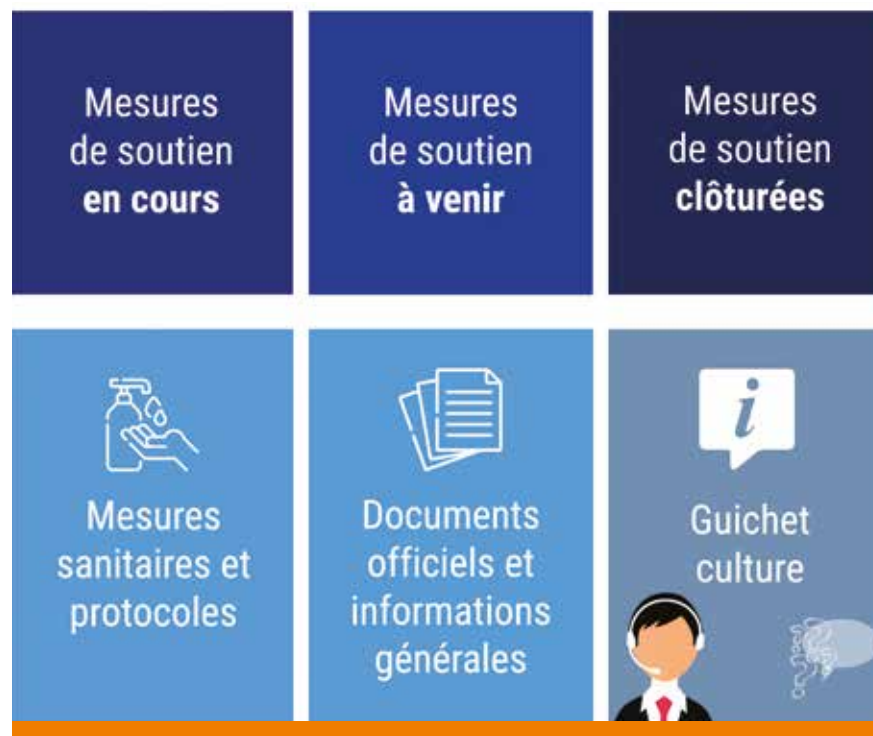 Mesures
de soutien
en cours
Mesures
de soutien
à venir
Mesures
de soutien
clôturées
Mesures
sanitaires et
protocoles
Documents
officiels et
informations
générales
i
Guichet
culture